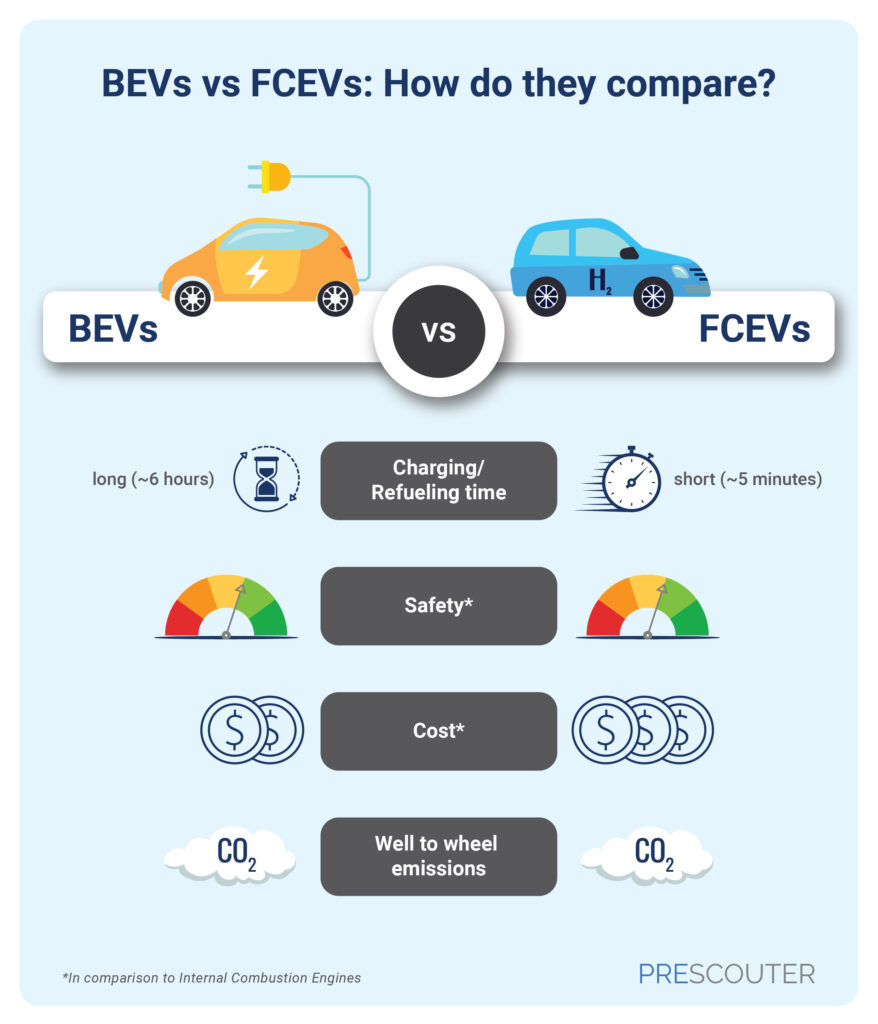 BEVs vs FCEVs: How do they compare?
H2
BEVs
VS
FCEVs
long (~6 hours)
Charging/
Refueling time
short (~5 minutes)
Safety*
$ $
Cost*
$ $ $
CO2
Well to wheel
emissions
CO2
*In comparison to Internal Combustion Engines
PRESCOUTER